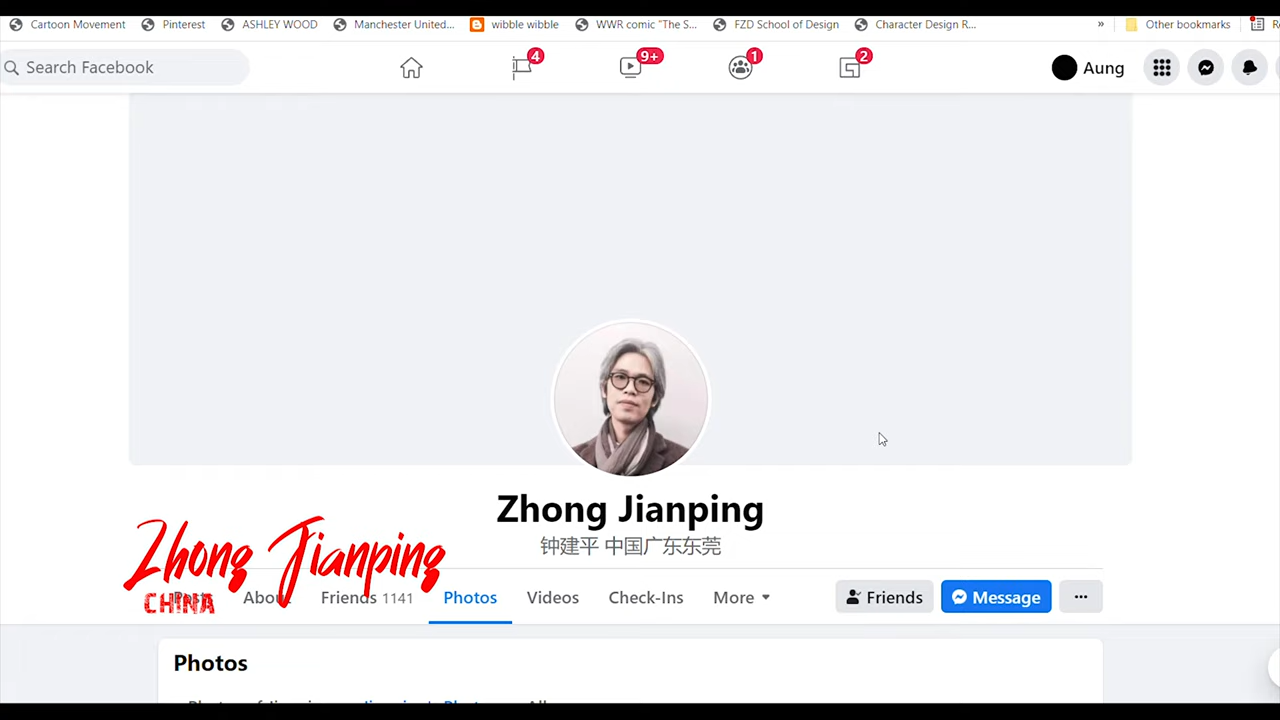 Cartoon Movement Pinterest ASHLEY WOOD Manchester United... wibble wibble WWR comic "The S... FZD School of Design Character Design R... » Other bookmarks
Search Facebook 4 9+ 1 2 Aung
Zhong Jianping
钟建平 中国广东东莞
Zhong Jianping
CHINA
About Friends 1141 Photos Videos Check-Ins More Friends Message ...
Photos